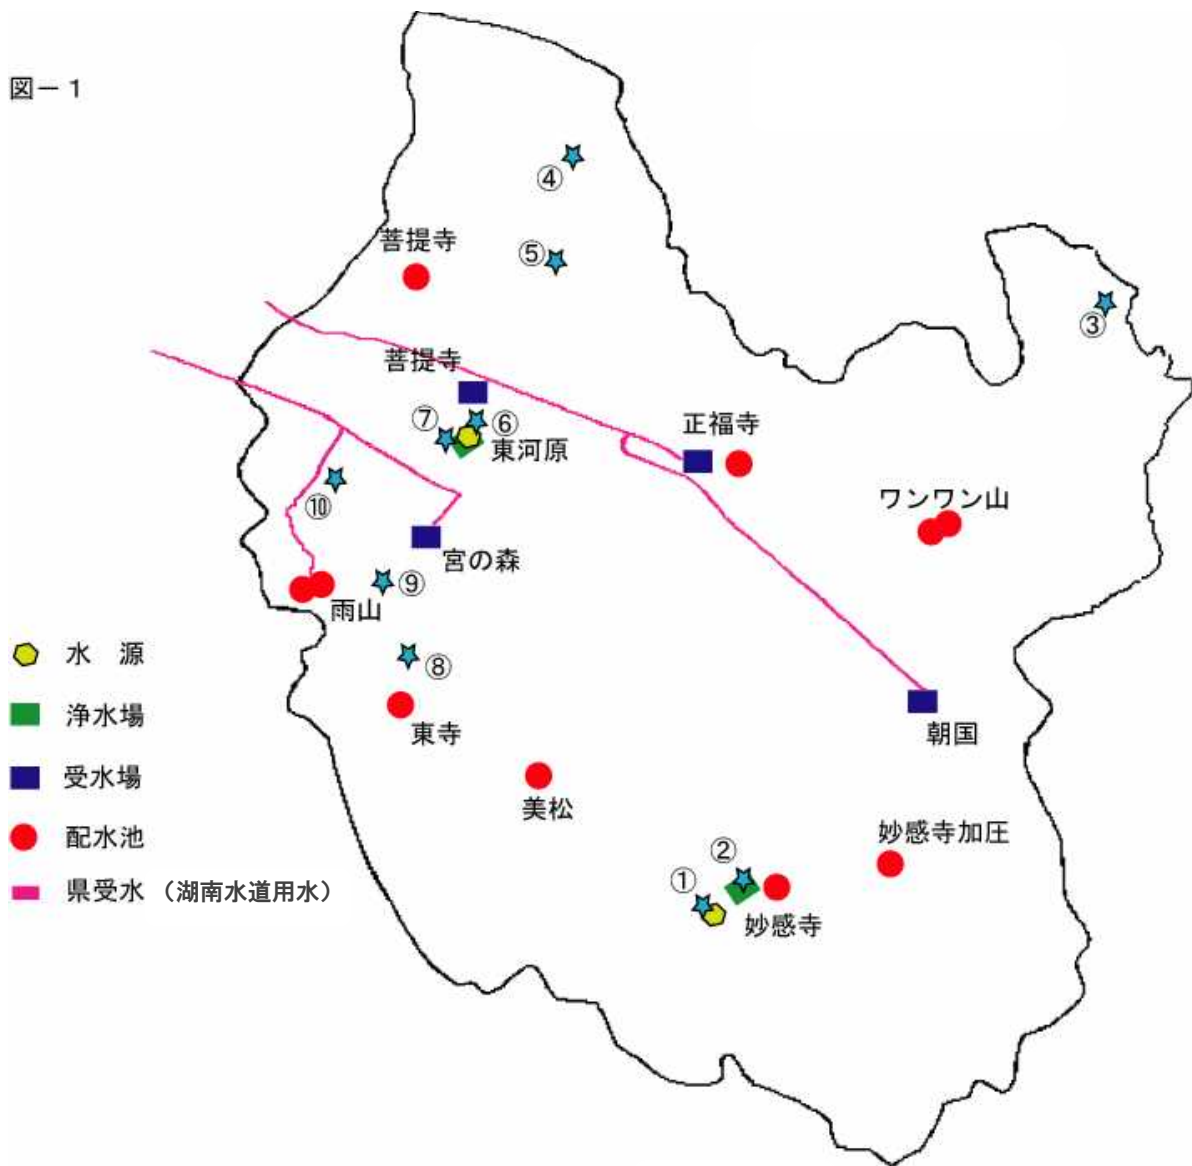 図－1
④
菩提寺
⑤
③
菩提寺
⑦
⑥
東河原
正福寺
⑩
ワンワン山
宮の森
⑨
雨山
⑧
水　源
浄水場
東寺
朝国
受水場
美松
配水池
妙感寺加圧
②
①
県受水（湖南水道用水）
妙感寺